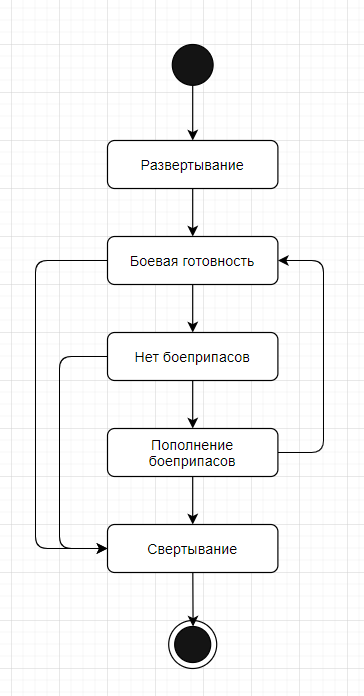 Развертывание
Боевая готовность
Нет боеприпасов
Пополнение
боеприпасов
Свертывание